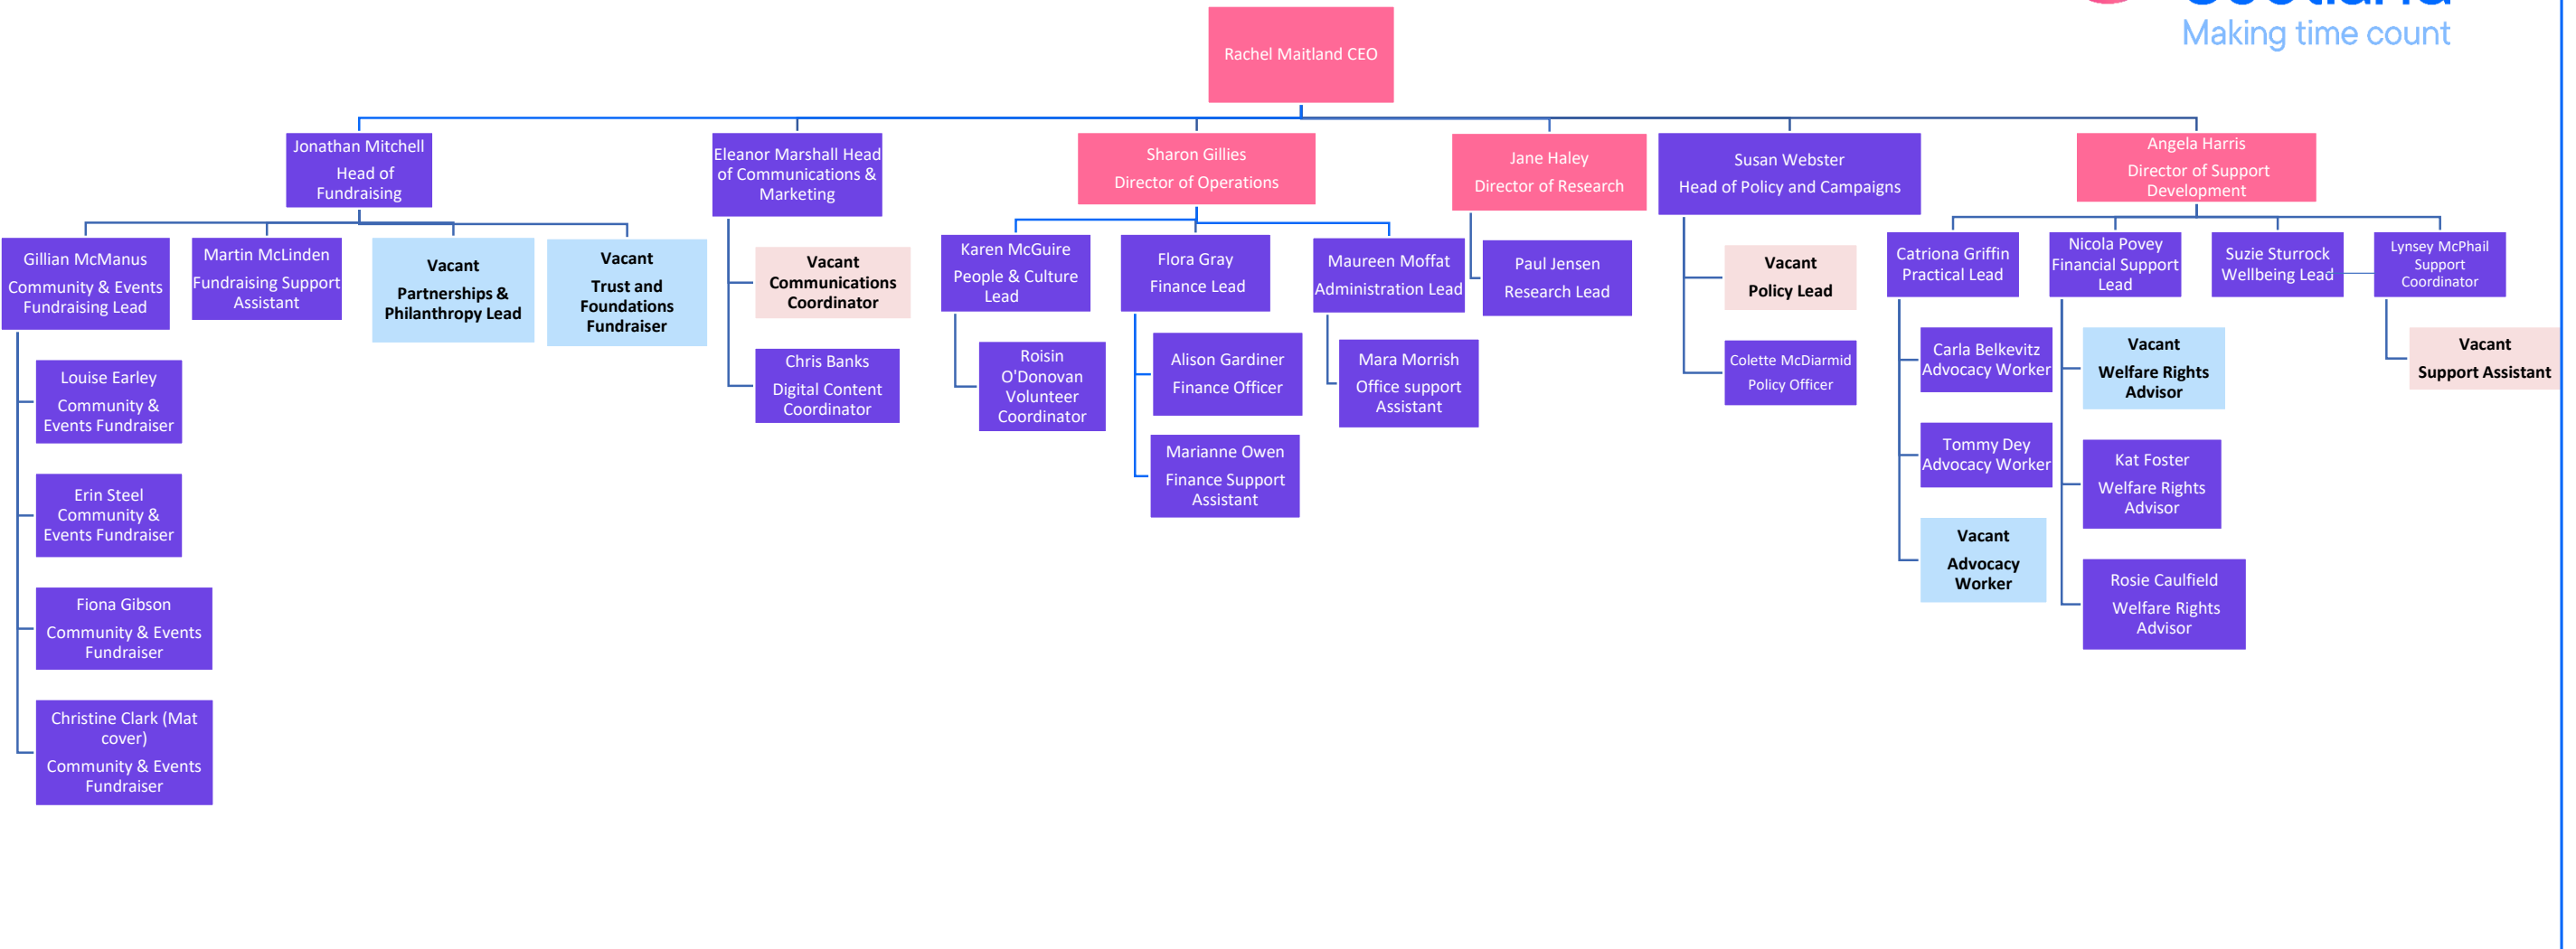 Making time count
Rachel Maitland CEO
Jonathan Mitchell
Head of
Fundraising
Eleanor Marshall Head
of Communications &
Marketing
Sharon Gillies
Director of Operations
Jane Haley
Director of Research
Susan Webster
Head of Policy and Campaigns
Angela Harris
Director of Support
Development
Gillian McManus
Community & Events
Fundraising Lead
Martin McLinden
Fundraising Support
Assistant
Vacant
Partnerships &
Philanthropy Lead
Vacant
Trust and
Foundations
Fundraiser
Louise Earley
Community &
Events Fundraiser
Erin Steel
Community &
Events Fundraiser
Fiona Gibson
Community & Events
Fundraiser
Christine Clark (Mat
cover)
Community & Events
Fundraiser
Vacant
Communications
Coordinator
Chris Banks
Digital Content
Coordinator
Karen McGuire
People & Culture
Lead
Roisin
O'Donovan
Volunteer
Coordinator
Flora Gray
Finance Lead
Alison Gardiner
Finance Officer
Marianne Owen
Finance Support
Assistant
Maureen Moffat
Administration Lead
Mara Morrish
Office support
Assistant
Paul Jensen
Research Lead
Vacant
Policy Lead
Colette McDiarmid
Policy Officer
Catriona Griffin
Practical Lead
Carla Belkevitz
Advocacy Worker
Tommy Dey
Advocacy Worker
Vacant
Advocacy
Worker
Nicola Povey
Financial Support
Lead
Vacant
Welfare Rights
Advisor
Kat Foster
Welfare Rights
Advisor
Rosie Caulfield
Welfare Rights
Advisor
Suzie Sturrock
Wellbeing Lead
Lynsey McPhail
Support
Coordinator
Vacant
Support Assistant